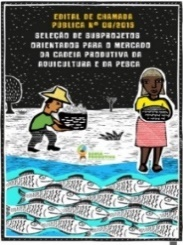 EDITAL DE CHAMADA
PÚBLICA Nº 08/2015
SELEÇÃO DE SUBPROJETOS
ORIENTADOS PARA O MERCADO
DA CADEIA PRODUTIVA DA
AQUICULTURA E DA PESCA